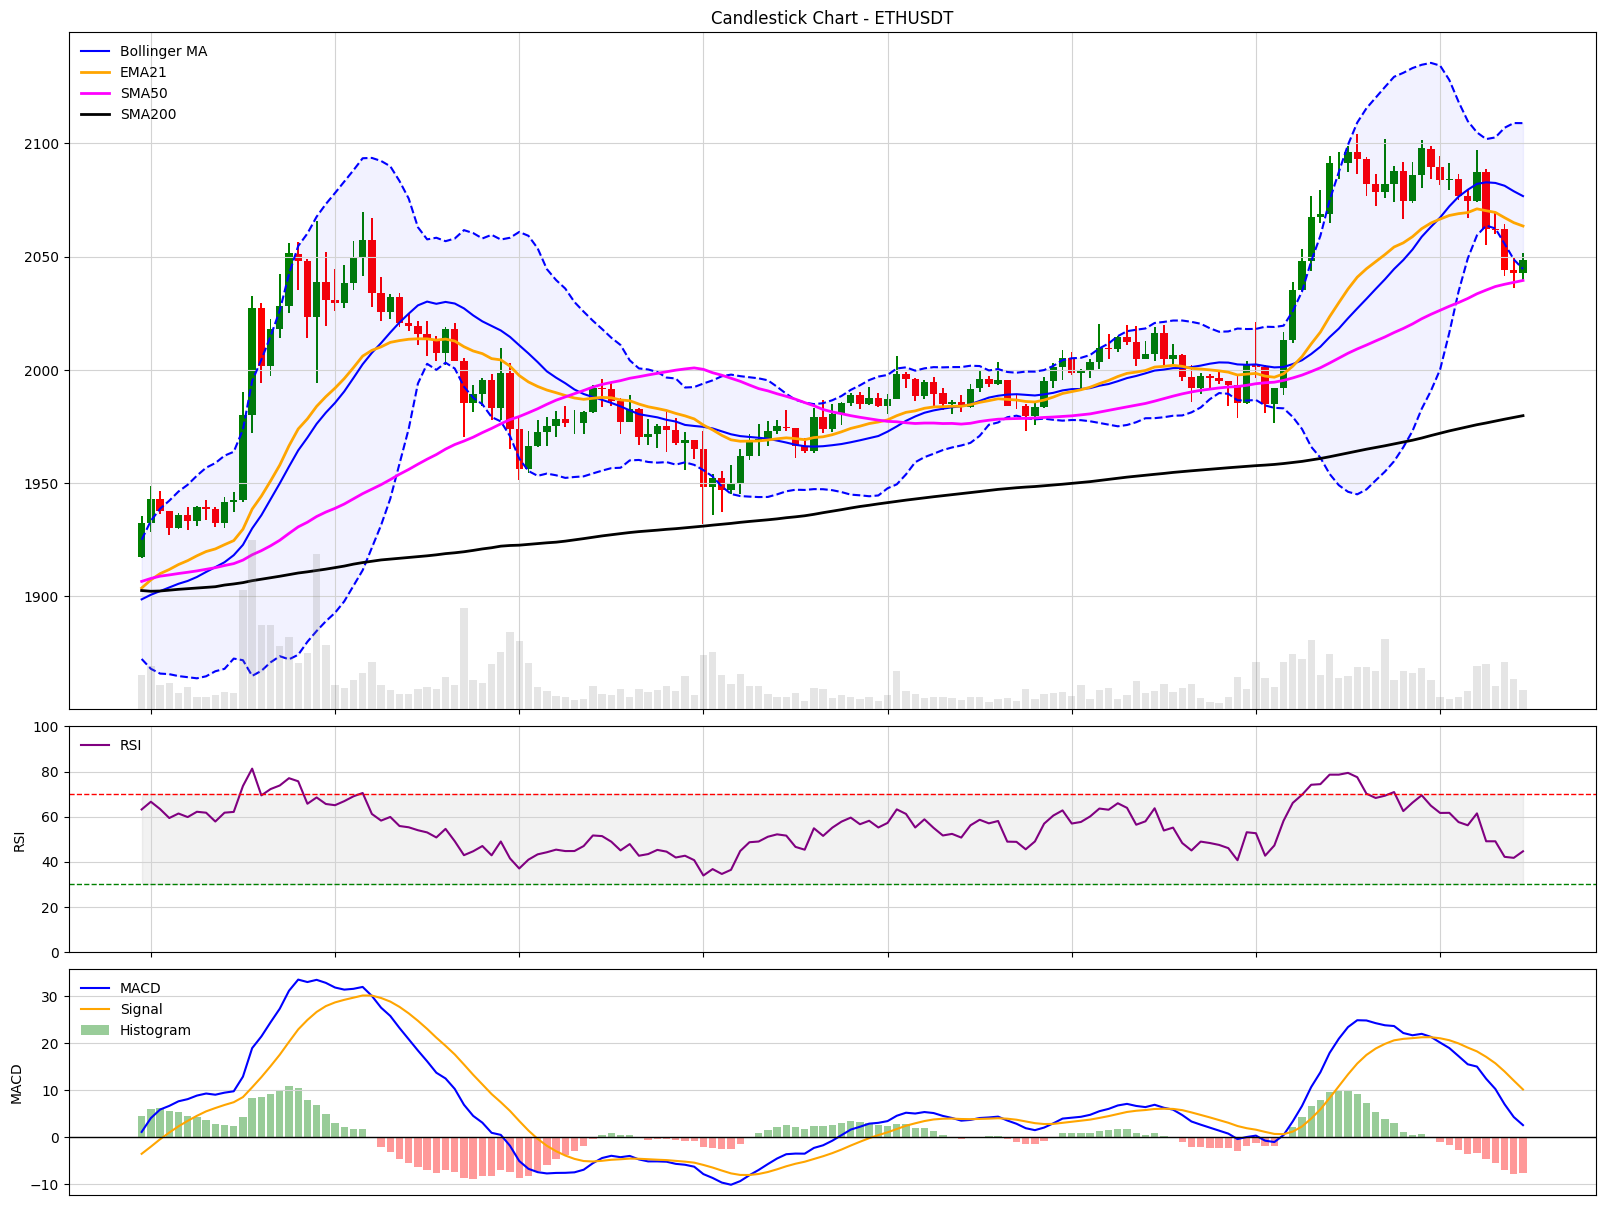 Candlestick Chart - ETHUSDT
Bollinger MA
EMA21
SMA50
SMA200
2100
2050
2000
1950
1900
RSI
100
80
60
40
20
0
RSI
MACD
Signal
Histogram
30
20
10
0
−10
MACD